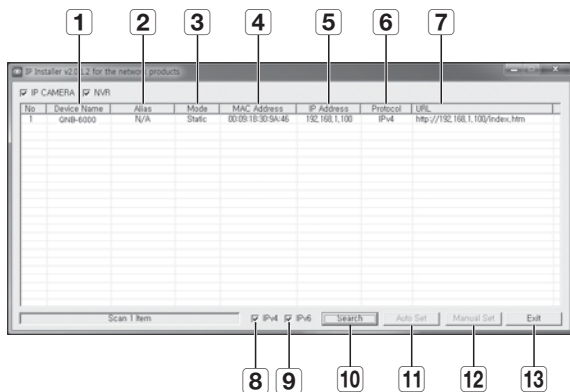 1 2 3 4 5 6 7
IP Installer v2.0.1.2 for the network products
IP CAMERA NVR
No Device Name Alias Mode MAC Address IP Address Protocol URL
1 QNB-6000 N/A Static 00:09:18:30:9A:46 192,168,1,100 IPv4 http://192,168,1,100/index,htm
Scan 1 Item IPv4 IPv6 Search Auto Set Manual Set Exit
8 9 10 11 12 13